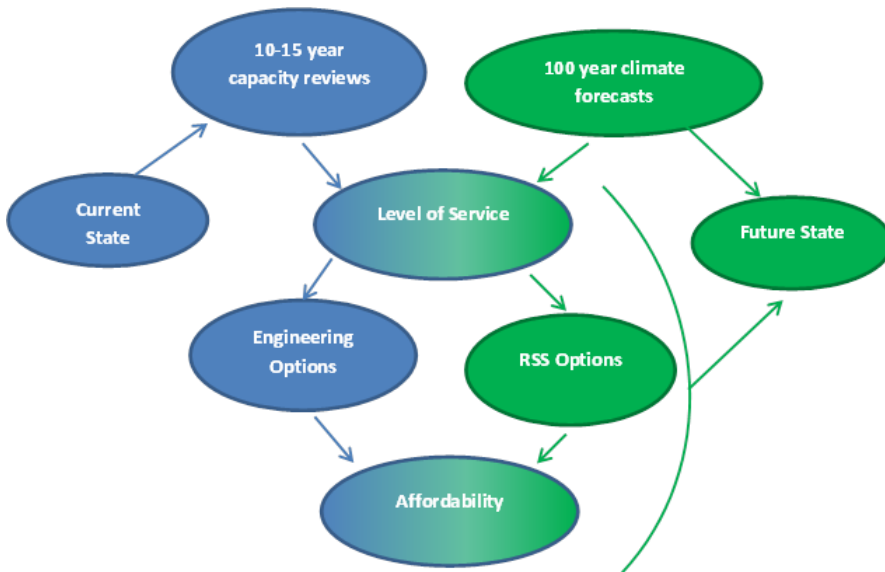 10-15 year
capacity reviews
100 year climate
forecasts
Current
State
Level of Service
Future State
Engineering
Options
RSS Options
Affordability